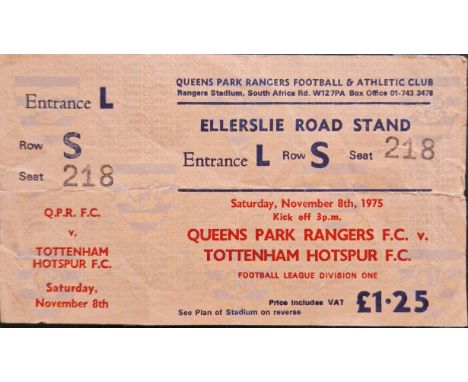 Entrance L
Row S
Seat 218
Q.P.R. F.C.
v.
TOTTENHAM
HOTSPUR F.C.
Saturday,
November 8th
QUEENS PARK RANGERS FOOTBALL & ATHLETIC CLUB
Rangers Stadium, South Africa Rd. W127PA Box Office 01-743 3478
ELLERSLIE ROAD STAND
Entrance L Row S Seat 218
Saturday, November 8th, 1975
Kick off 3p.m.
QUEENS PARK RANGERS F.C. v.
TOTTENHAM HOTSPUR F.C.
FOOTBALL LEAGUE DIVISION ONE
Price includes VAT £1·25
See Plan of Stadium on reverse